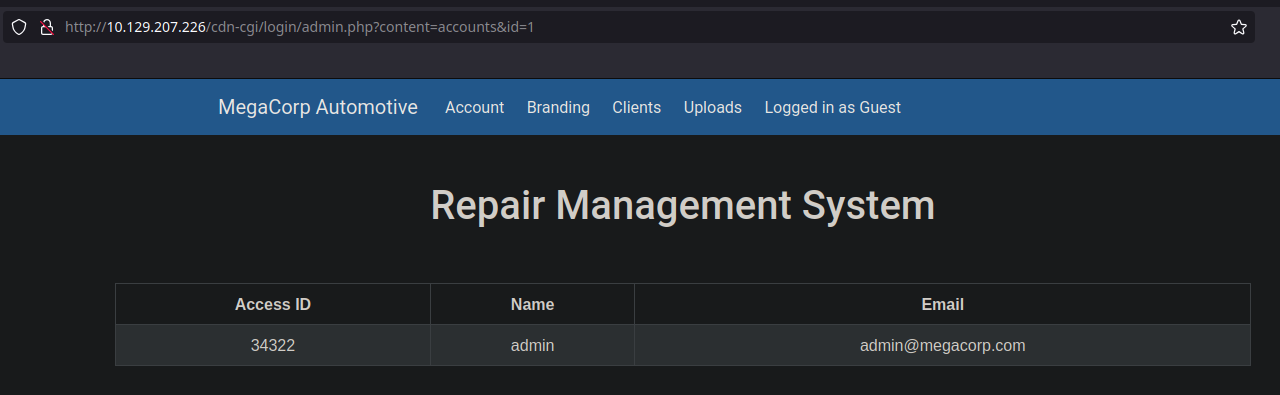 http://10.129.207.226/cdn-cgi/login/admin.php?content=accounts&id=1
MegaCorp Automotive Account Branding Clients Uploads Logged in as Guest
Repair Management System
Access ID Name Email
34322 admin admin@megacorp.com